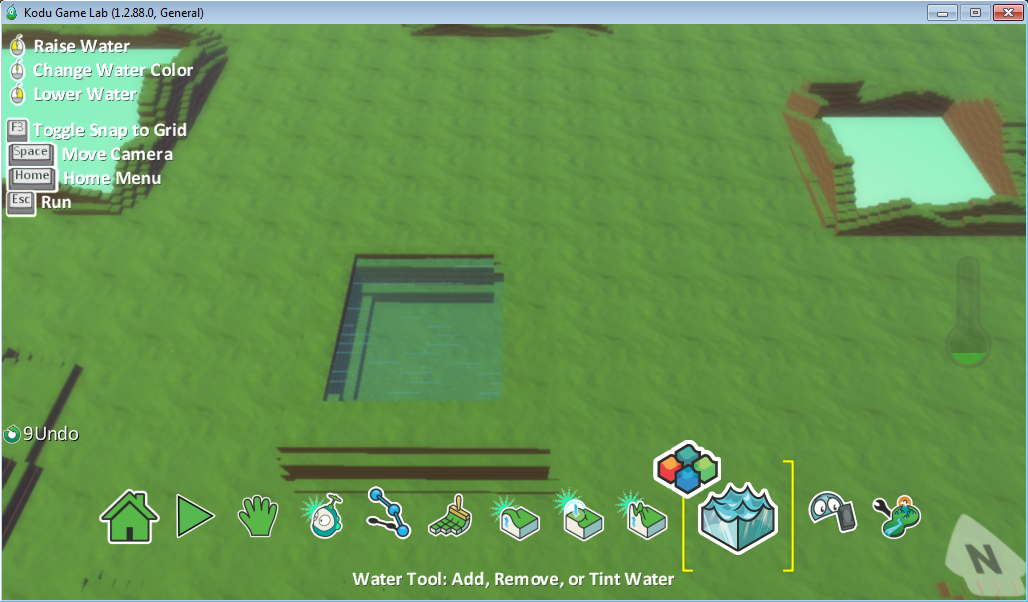 Kodu Game Lab (1.2.88.0, General)
Raise Water
Change Water Color
Lower Water
F3 Toggle Snap to Grid
Space Move Camera
Home Home Menu
Esc Run
9Undo
N
Water Tool: Add, Remove, or Tint Water